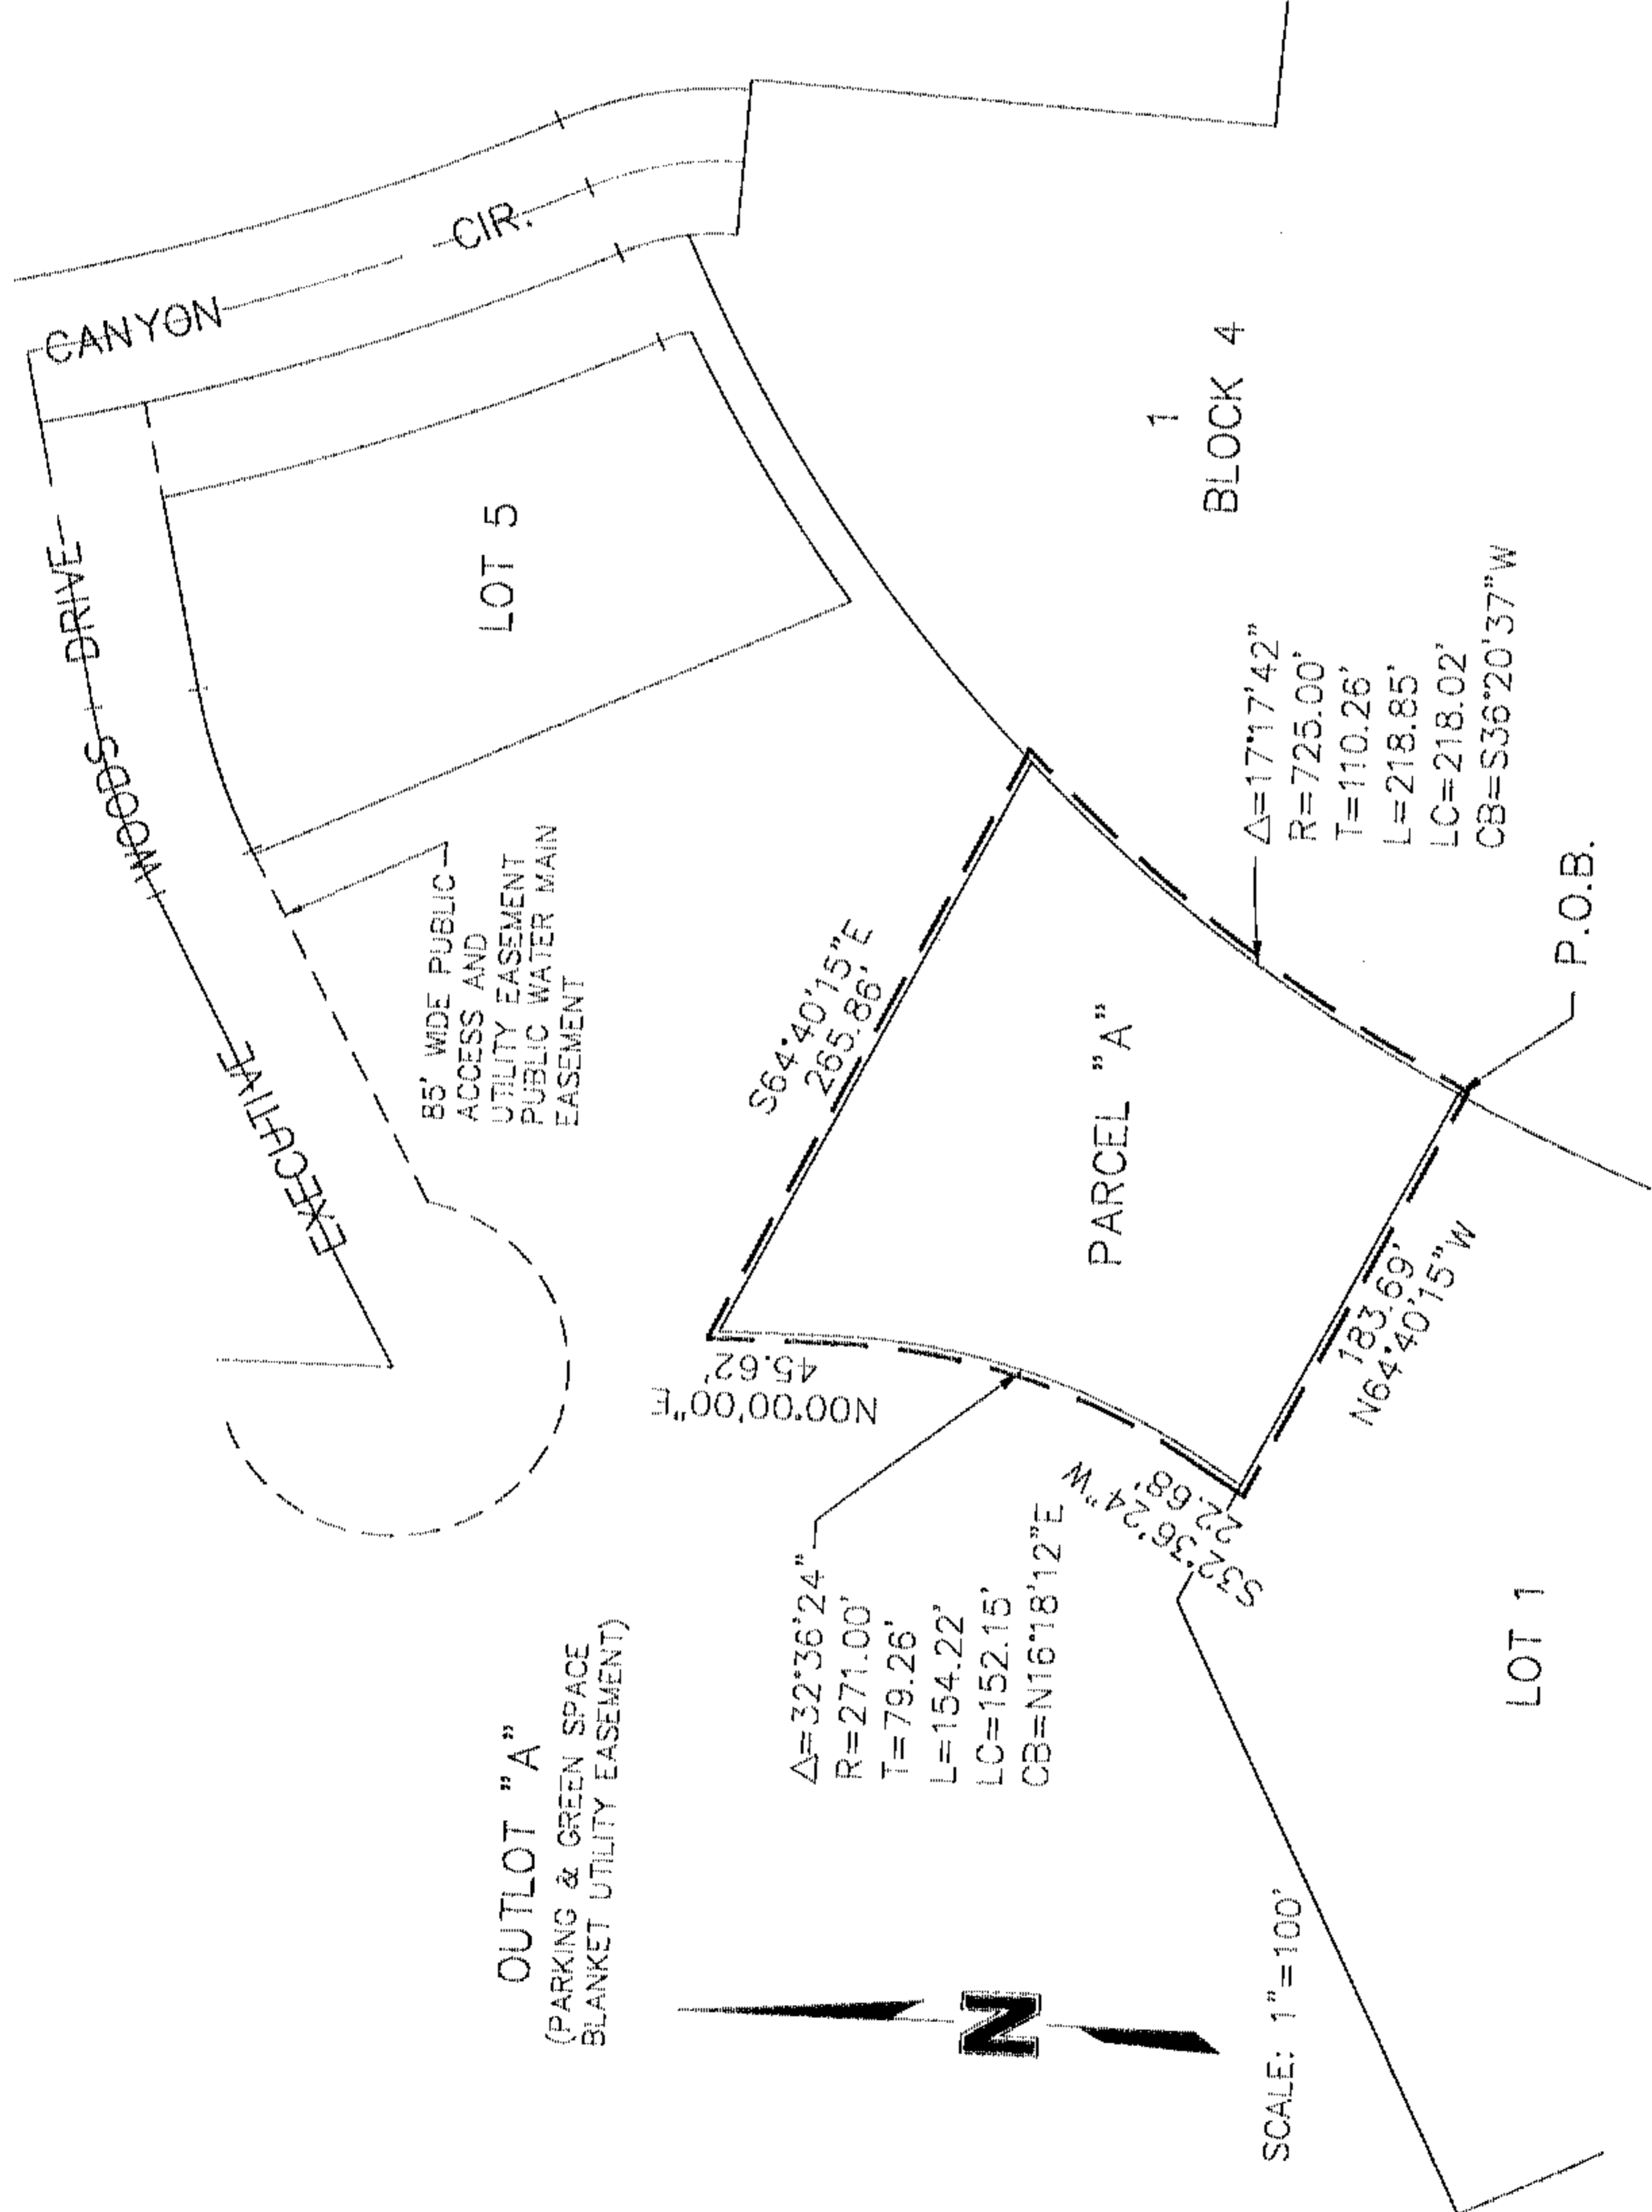 CANYON
CIR.
EXECUTIVE
WOODS
DRIVE
LOT 5
85' WIDE PUBLIC
ACCESS AND
UTILITY EASEMENT
PUBLIC WATER MAIN
EASEMENT
1
BLOCK 4
S64°40'15"E
265.86'
PARCEL "A"
Δ=17°17'42"
R=725.00'
T=110.26'
L=218.85'
LC=218.02'
CB=S36°20'37"W
P.O.B.
183.69'
N64°40'15"W
N00°00'00"E
45.62'
S32°36'24"W
22.68'
Δ=32°36'24"
R=271.00'
T=79.26'
L=154.22'
LC=152.15'
CB=N16°18'12"E
OUTLOT "A"
(PARKING & GREEN SPACE
BLANKET UTILITY EASEMENT)
N
SCALE: 1"=100'
LOT 1